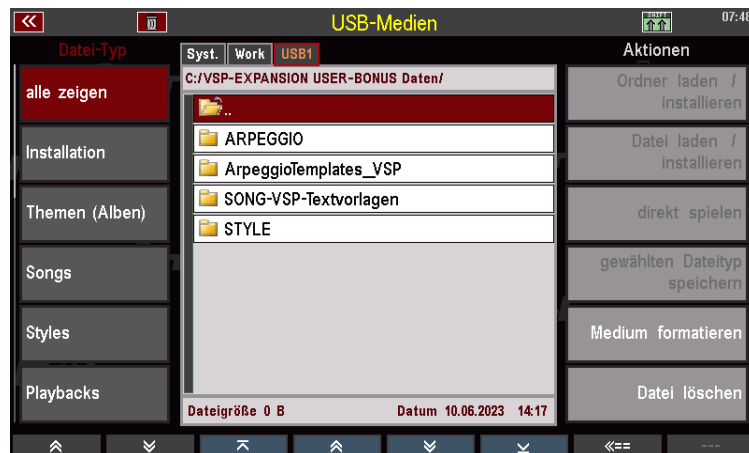 USB-Medien
SHIFT
07:48
Datei-Typ
alle zeigen
Installation
Themen (Alben)
Songs
Styles
Playbacks
Syst. Work USB1
C:/VSP-EXPANSION USER-BONUS Daten/
..
ARPEGGIO
ArpeggioTemplates_VSP
SONG-VSP-Textvorlagen
STYLE
Dateigröße 0 B Datum 10.06.2023 14:17
Aktionen
Ordner laden /
installieren
Datei laden /
installieren
direkt spielen
gewählten Dateityp
speichern
Medium formatieren
Datei löschen
«==
---